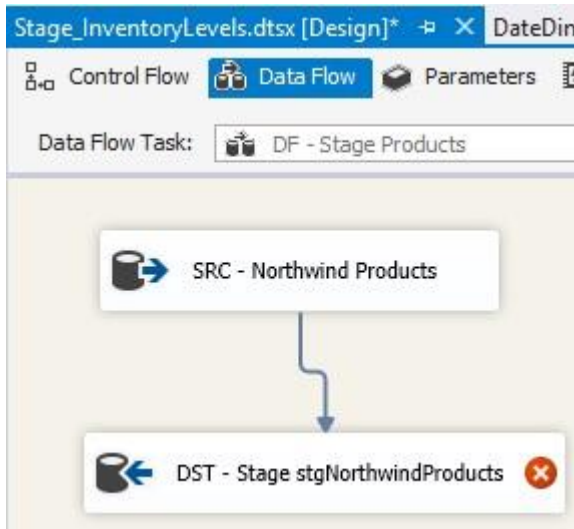 Stage_InventoryLevels.dtsx [Design]* DateDin
Control Flow Data Flow Parameters
Data Flow Task: DF - Stage Products
SRC - Northwind Products
DST - Stage stgNorthwindProducts